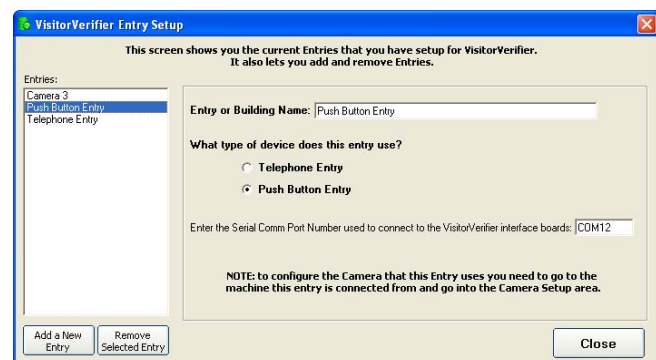 VisitorVerifier Entry Setup
This screen shows you the current Entries that you have setup for VisitorVerifier.
It also lets you add and remove Entries.
Entries:
Camera 3
Push Button Entry
Telephone Entry
Entry or Building Name: Push Button Entry
What type of device does this entry use?
Telephone Entry
Push Button Entry
Enter the Serial Comm Port Number used to connect to the VisitorVerifier interface boards: COM12
NOTE: to configure the Camera that this Entry uses you need to go to the
machine this entry is connected from and go into the Camera Setup area.
Add a New
Entry
Remove
Selected Entry
Close